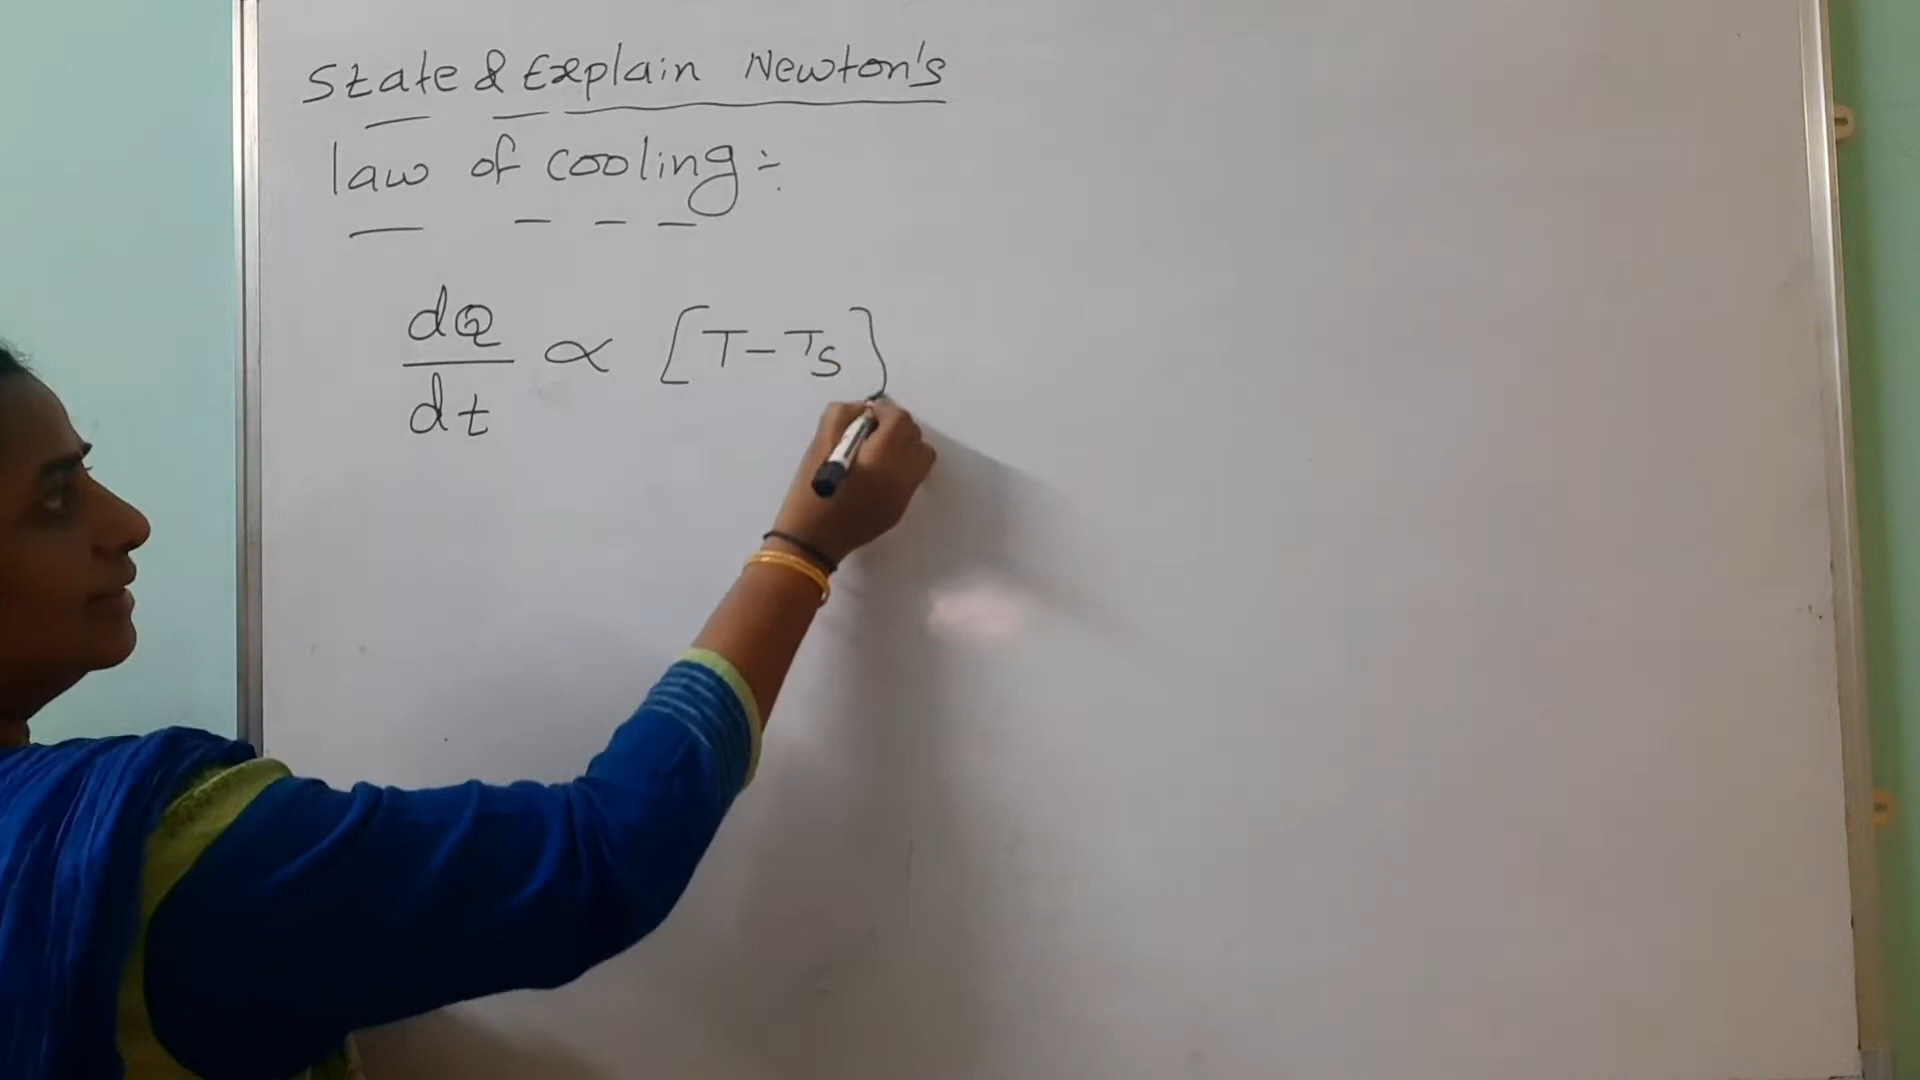 State & Explain Newton's
law of cooling:-
dQ/dt ∝ [T-Ts]